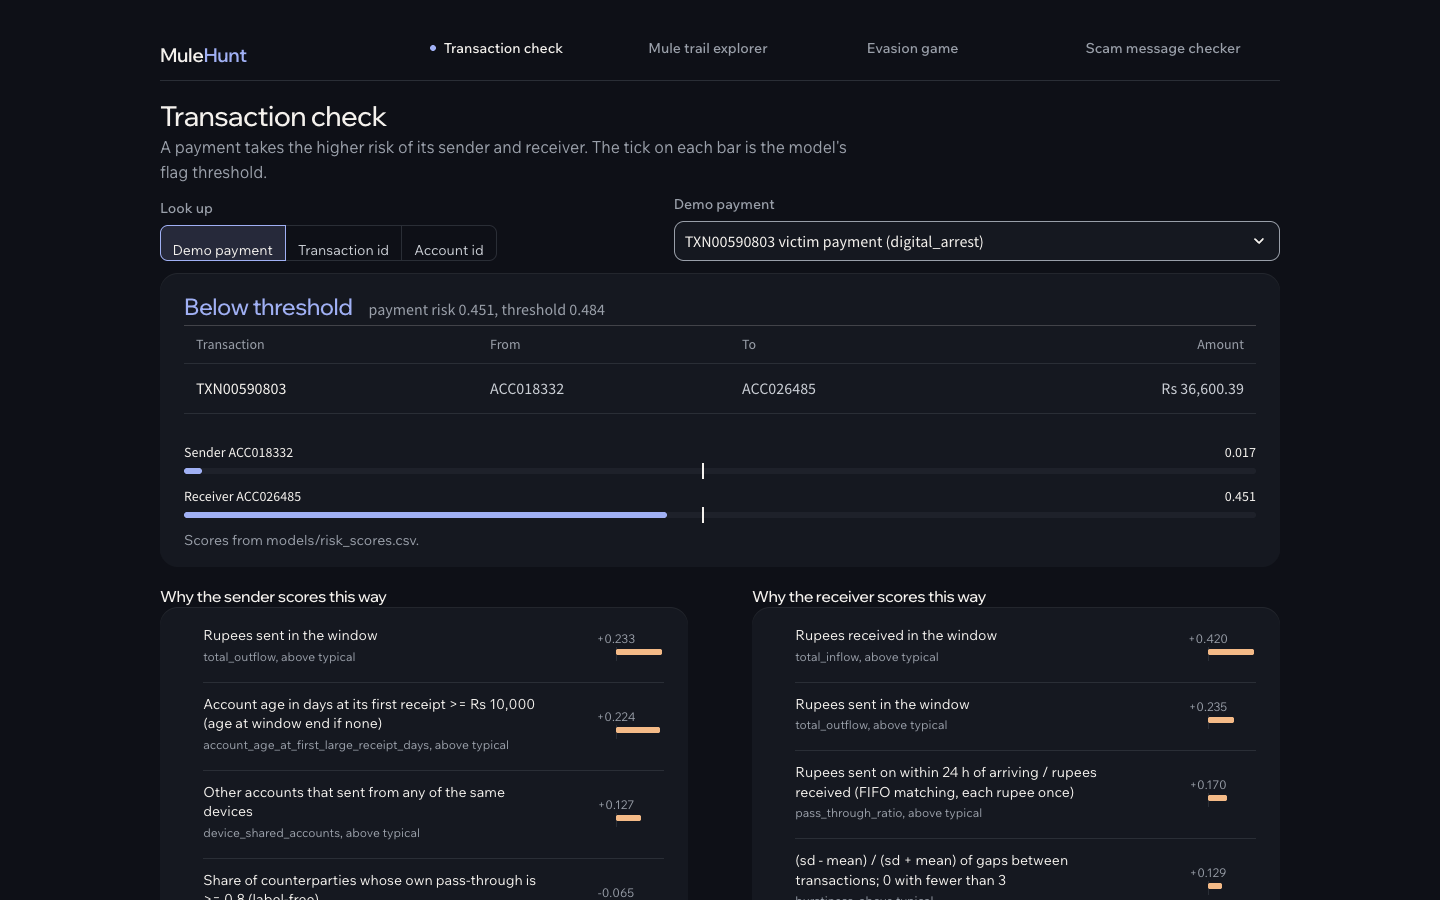 MuleHunt
Transaction check
Mule trail explorer
Evasion game
Scam message checker
Transaction check
A payment takes the higher risk of its sender and receiver. The tick on each bar is the model's
flag threshold.
Look up
Demo payment
Transaction id
Account id
Demo payment
TXN00590803 victim payment (digital_arrest)
Below threshold payment risk 0.451, threshold 0.484
Transaction From To Amount
TXN00590803 ACC018332 ACC026485 Rs 36,600.39
Sender ACC018332 0.017
Receiver ACC026485 0.451
Scores from models/risk_scores.csv.
Why the sender scores this way
Rupees sent in the window +0.233
total_outflow, above typical
Account age in days at its first receipt >= Rs 10,000
(age at window end if none) +0.224
account_age_at_first_large_receipt_days, above typical
Other accounts that sent from any of the same
devices +0.127
device_shared_accounts, above typical
Share of counterparties whose own pass-through is
>= 0.8 (label-free) -0.065
Why the receiver scores this way
Rupees received in the window +0.420
total_inflow, above typical
Rupees sent in the window +0.235
total_outflow, above typical
Rupees sent on within 24 h of arriving / rupees
received (FIFO matching, each rupee once) +0.170
pass_through_ratio, above typical
(sd - mean) / (sd + mean) of gaps between
transactions; 0 with fewer than 3 +0.129